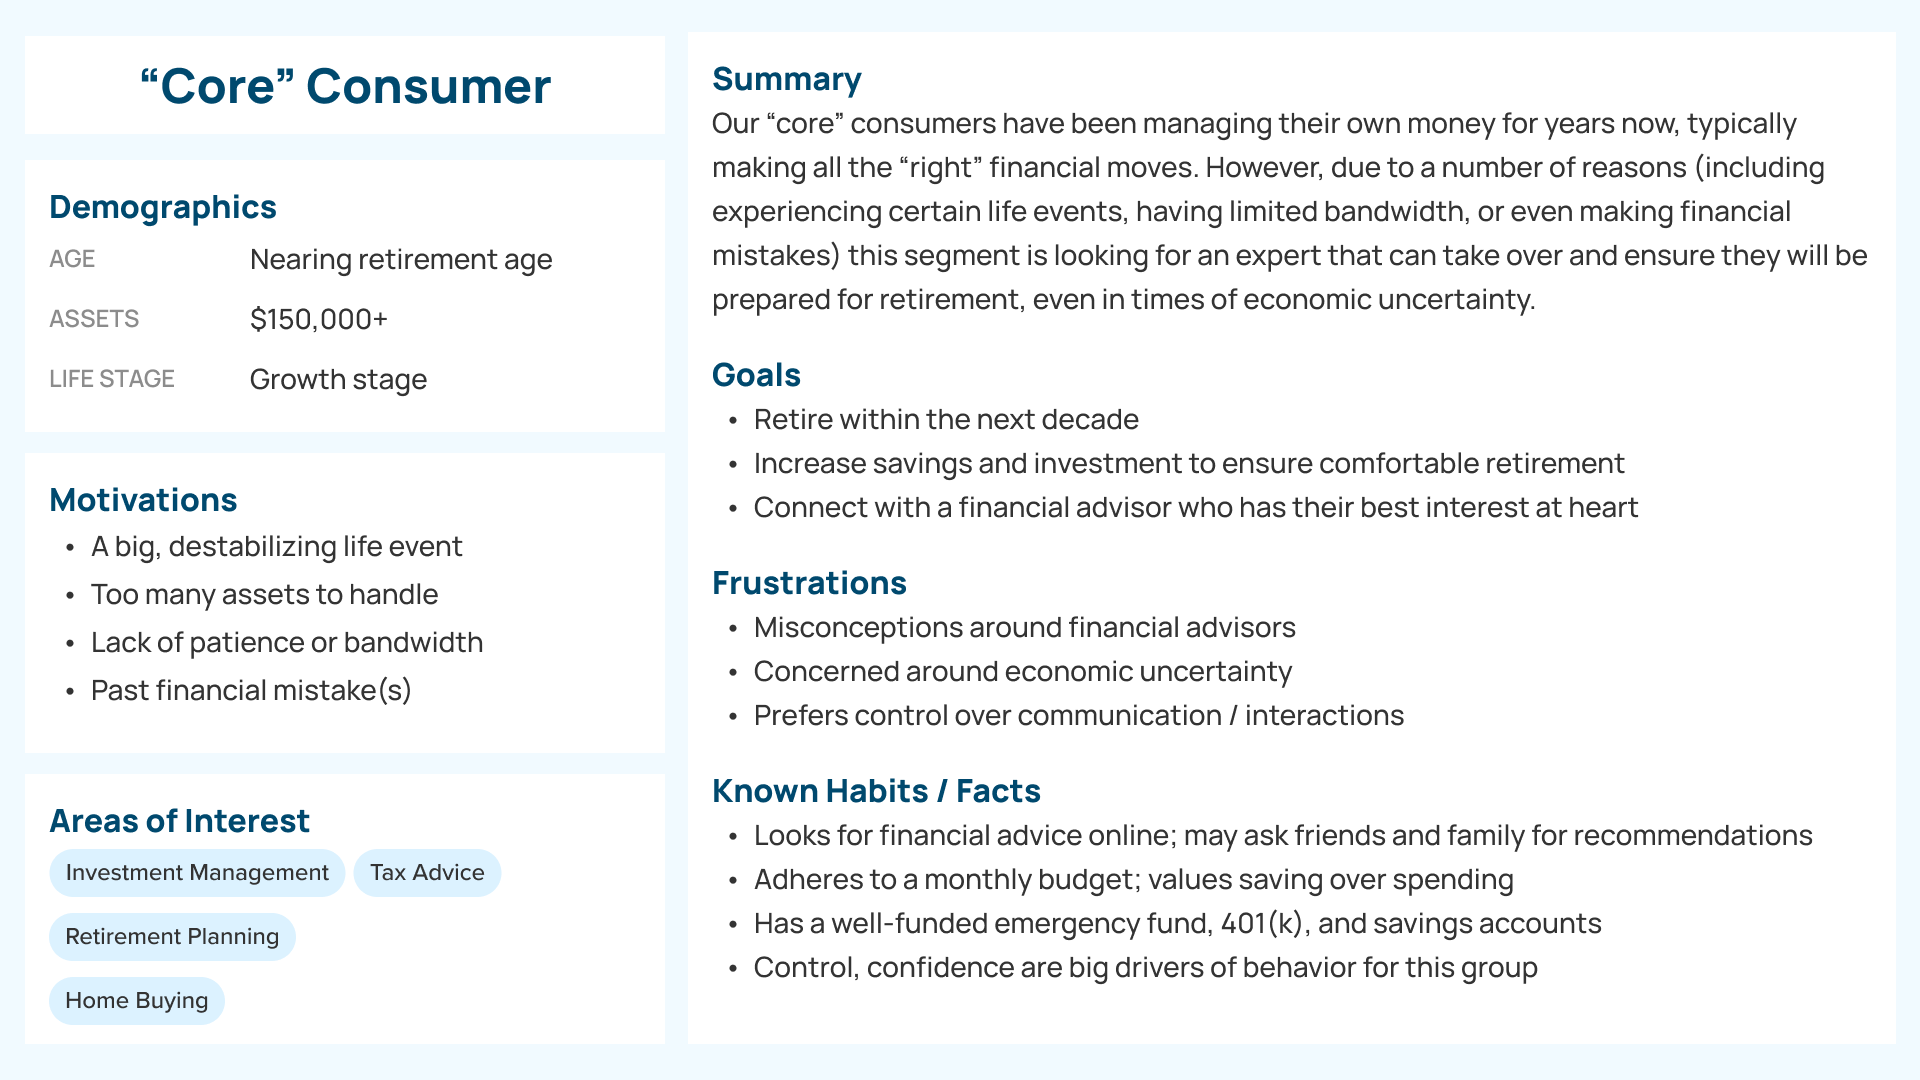 “Core” Consumer
Demographics
AGE Nearing retirement age
ASSETS $150,000+
LIFE STAGE Growth stage
Motivations
• A big, destabilizing life event
• Too many assets to handle
• Lack of patience or bandwidth
• Past financial mistake(s)
Areas of Interest
Investment Management Tax Advice
Retirement Planning
Home Buying
Summary
Our “core” consumers have been managing their own money for years now, typically
making all the “right” financial moves. However, due to a number of reasons (including
experiencing certain life events, having limited bandwidth, or even making financial
mistakes) this segment is looking for an expert that can take over and ensure they will be
prepared for retirement, even in times of economic uncertainty.
Goals
• Retire within the next decade
• Increase savings and investment to ensure comfortable retirement
• Connect with a financial advisor who has their best interest at heart
Frustrations
• Misconceptions around financial advisors
• Concerned around economic uncertainty
• Prefers control over communication / interactions
Known Habits / Facts
• Looks for financial advice online; may ask friends and family for recommendations
• Adheres to a monthly budget; values saving over spending
• Has a well-funded emergency fund, 401(k), and savings accounts
• Control, confidence are big drivers of behavior for this group